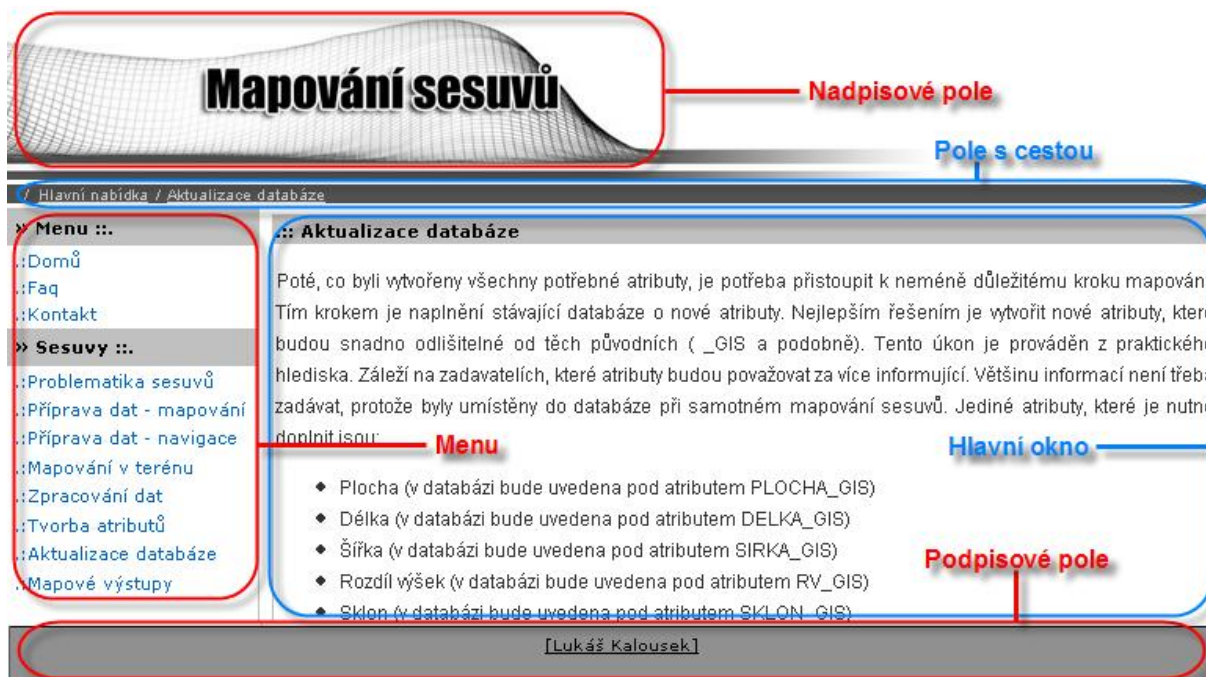 Mapování sesuvů
Nadpisové pole
Pole s cestou
/ Hlavní nabídka / Aktualizace databáze
» Menu ::.
.:Domů
.:Faq
.:Kontakt
» Sesuvy ::.
.:Problematika sesuvů
.:Příprava dat - mapování
.:Příprava dat - navigace
.:Mapování v terénu
.:Zpracování dat
.:Tvorba atributů
.:Aktualizace databáze
.:Mapové výstupy
Menu
.:: Aktualizace databáze
Poté, co byli vytvořeny všechny potřebné atributy, je potřeba přistoupit k neméně důležitému kroku mapování
Tím krokem je naplnění stávající databáze o nové atributy. Nejlepším řešením je vytvořit nové atributy, které
budou snadno odlišitelné od těch původních ( _GIS a podobně). Tento úkon je prováděn z praktického
hlediska. Záleží na zadavatelích, které atributy budou považovat za více informující. Většinu informací není třeba
zadávat, protože byly umístěny do databáze při samotném mapování sesuvů. Jediné atributy, které je nutno
doplnit jsou:
Hlavní okno
Plocha (v databázi bude uvedena pod atributem PLOCHA_GIS)
Délka (v databázi bude uvedena pod atributem DELKA_GIS)
Šířka (v databázi bude uvedena pod atributem SIRKA_GIS)
Rozdíl výšek (v databázi bude uvedena pod atributem RV_GIS)
Sklon (v databázi bude uvedena pod atributem SKLON_GIS)
Podpisové pole
[Lukáš Kalousek]